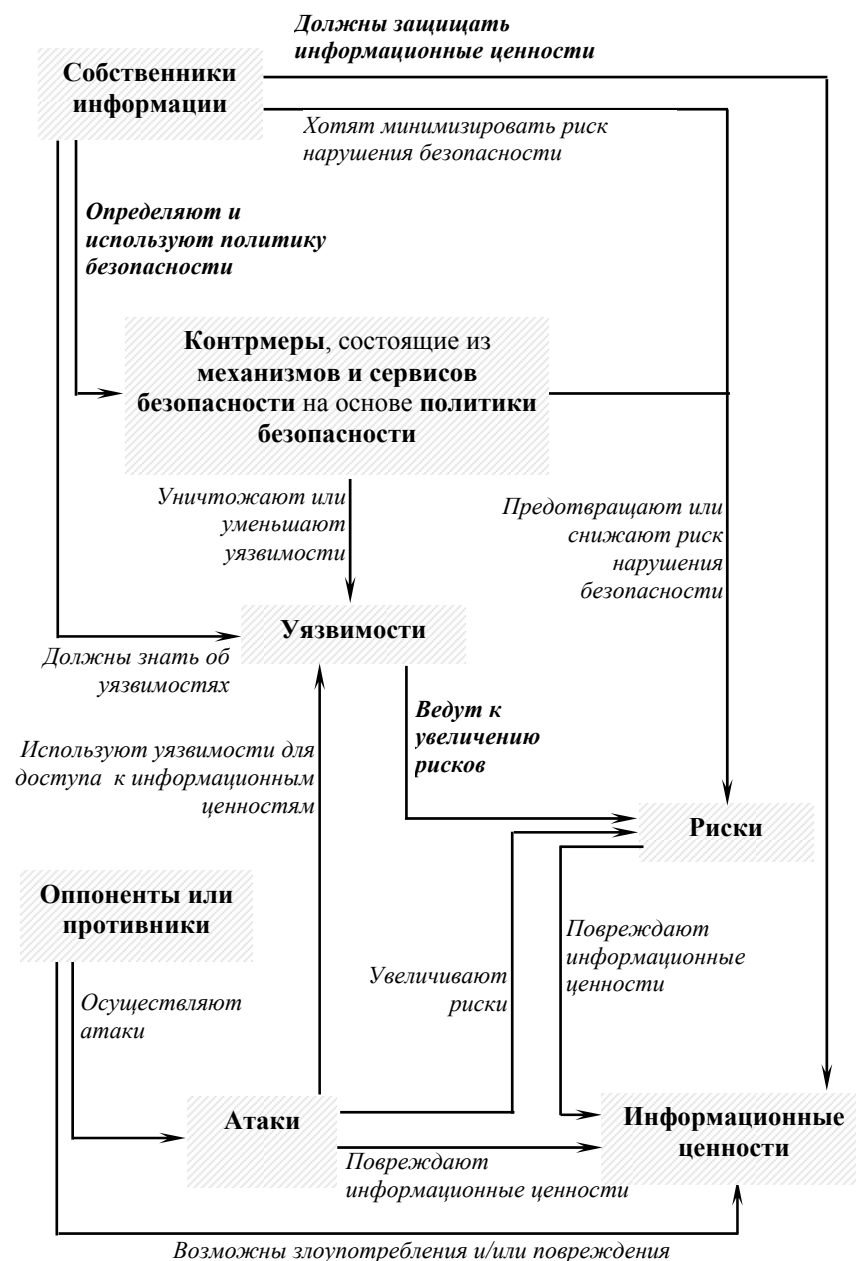 Должны защищать
информационные ценности
Собственники
информации
Хотят минимизировать риск
нарушения безопасности
Определяют и
используют политику
безопасности
Контрмеры, состоящие из
механизмов и сервисов
безопасности на основе политики
безопасности
Уничтожают или
уменьшают
уязвимости
Предотвращают или
снижают риск
нарушения
безопасности
Уязвимости
Должны знать об
уязвимостях
Ведут к
увеличению
рисков
Используют уязвимости для
доступа к информационным
ценностям
Риски
Оппоненты или
противники
Повреждают
информационные
ценности
Увеличивают
риски
Осуществляют
атаки
Атаки
Информационные
ценности
Повреждают
информационные ценности
Возможны злоупотребления и/или повреждения